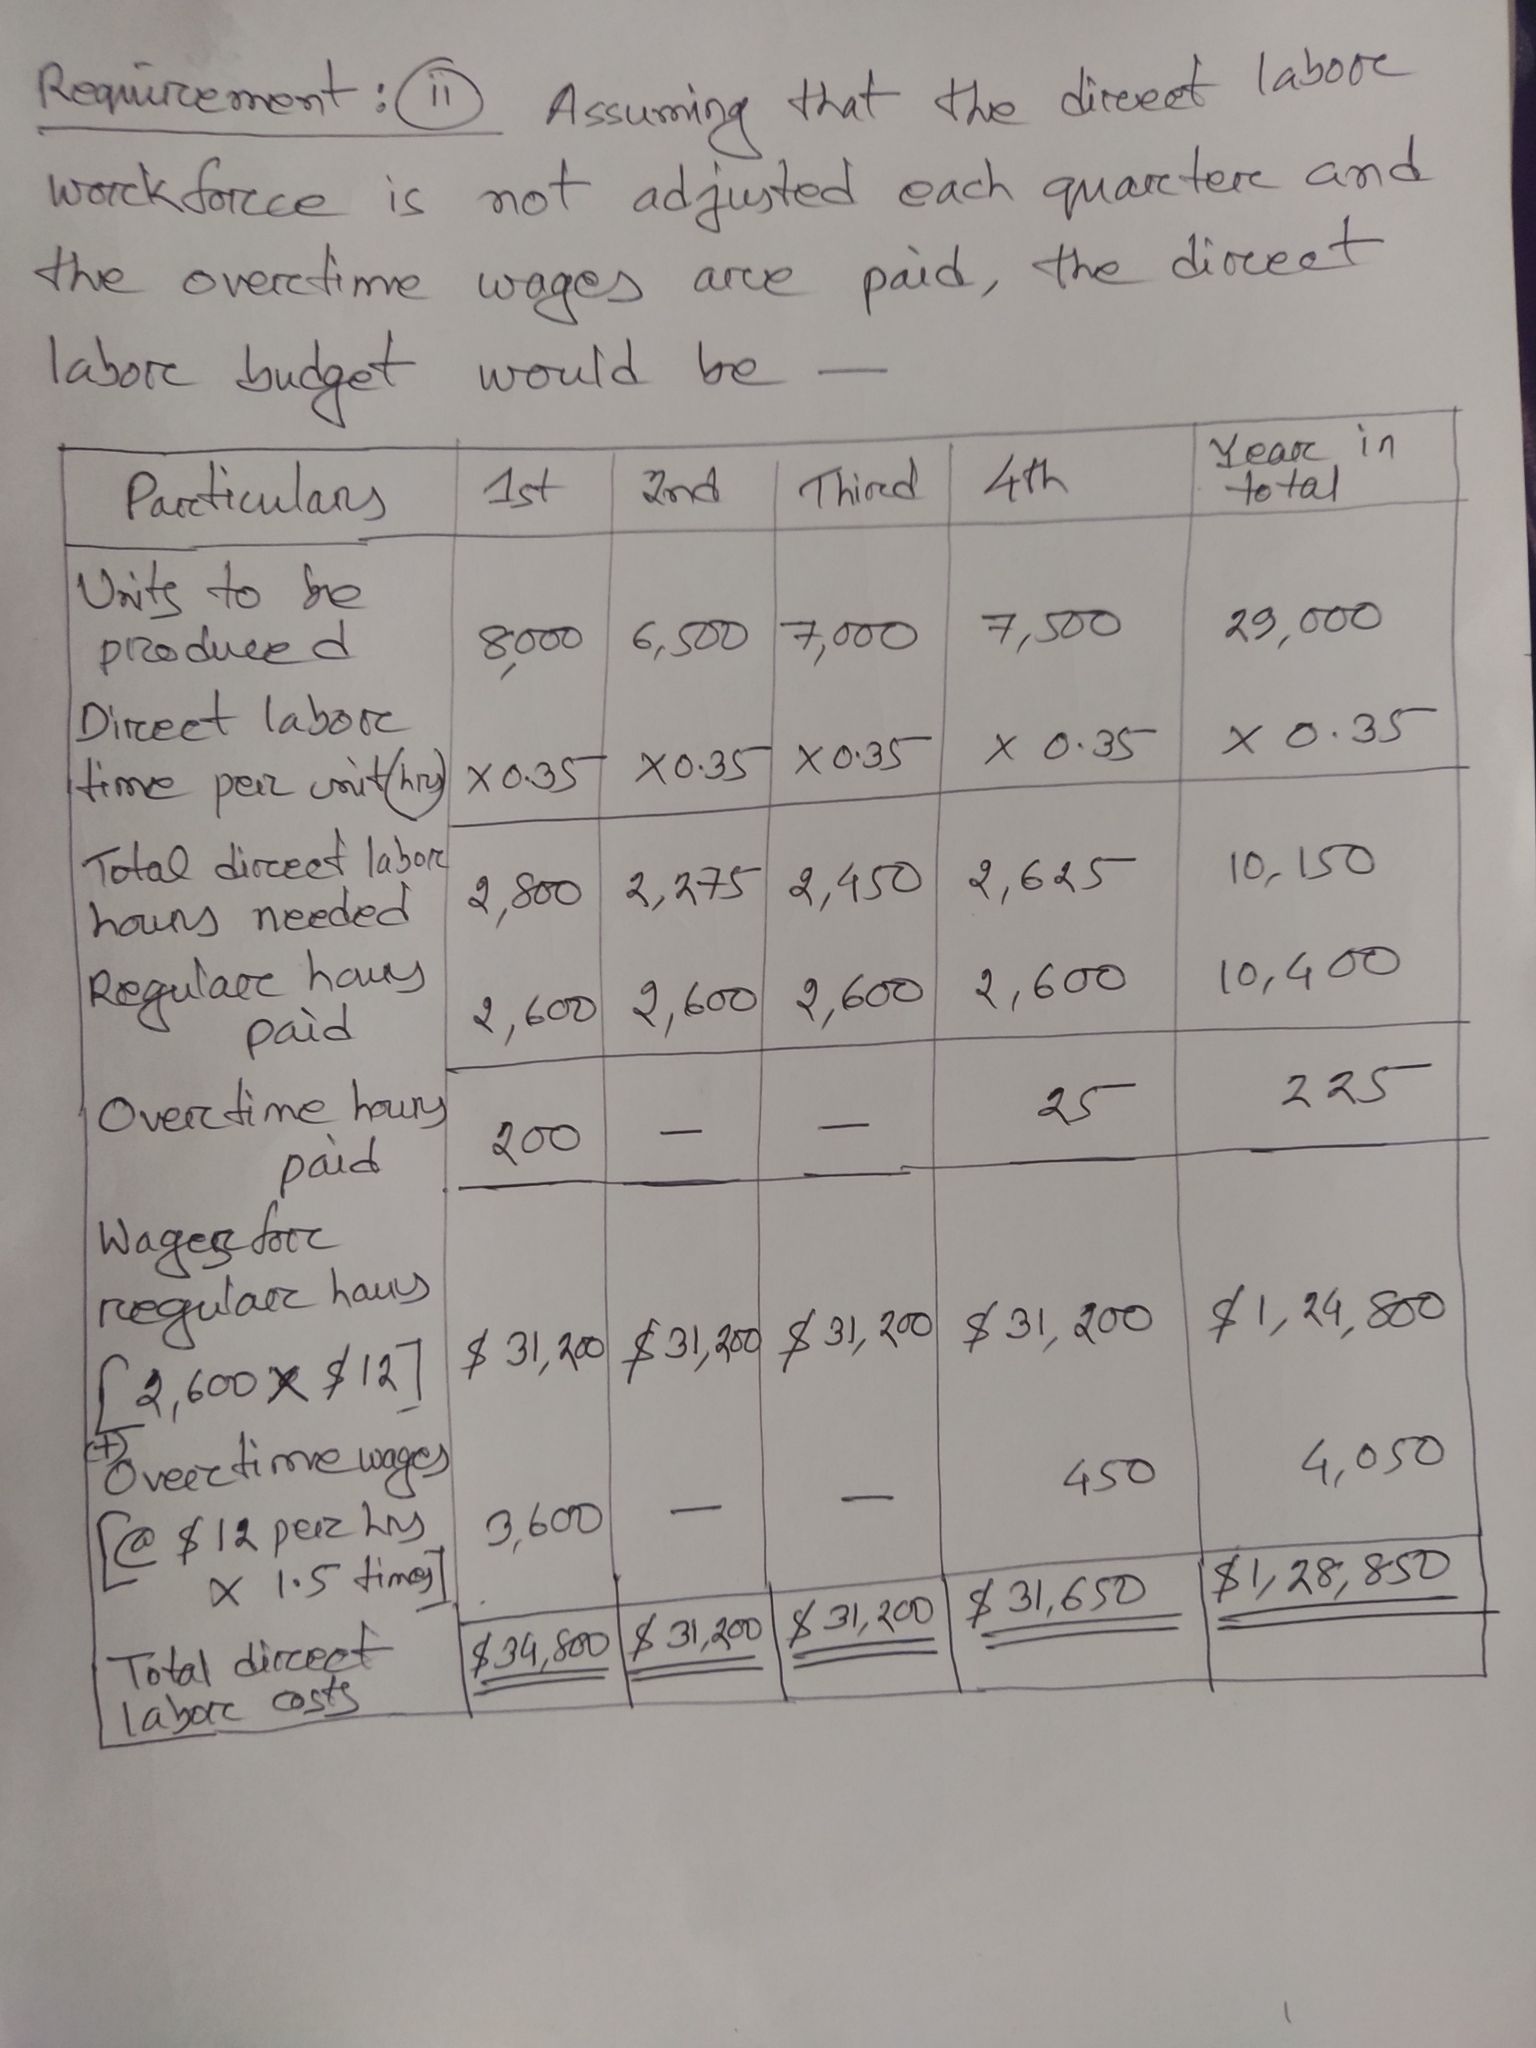 Requirement: (ii) Assuming that the direct labor
workforce is not adjusted each quarter and
the overtime wages are paid, the direct
labor budget would be —
Particulars 1st 2nd Third 4th Year in total
Units to be
produced 8,000 6,500 7,000 7,500 29,000
Direct labor
time per unit (hrs) x 0.35 x 0.35 x 0.35 x 0.35 x 0.35
Total direct labor
hours needed 2,800 2,275 2,450 2,625 10,150
Regular hours
paid 2,600 2,600 2,600 2,600 10,400
Overtime hours
paid 200 — — 25 225
Wages for
regular hours
[2,600 x $12] $31,200 $31,200 $31,200 $31,200 $1,24,800
(+)
Overtime wages
[@ $12 per hrs 3,600 — — 450 4,050
x 1.5 times]
Total direct
labor costs $34,800 $31,200 $31,200 $31,650 $1,28,850